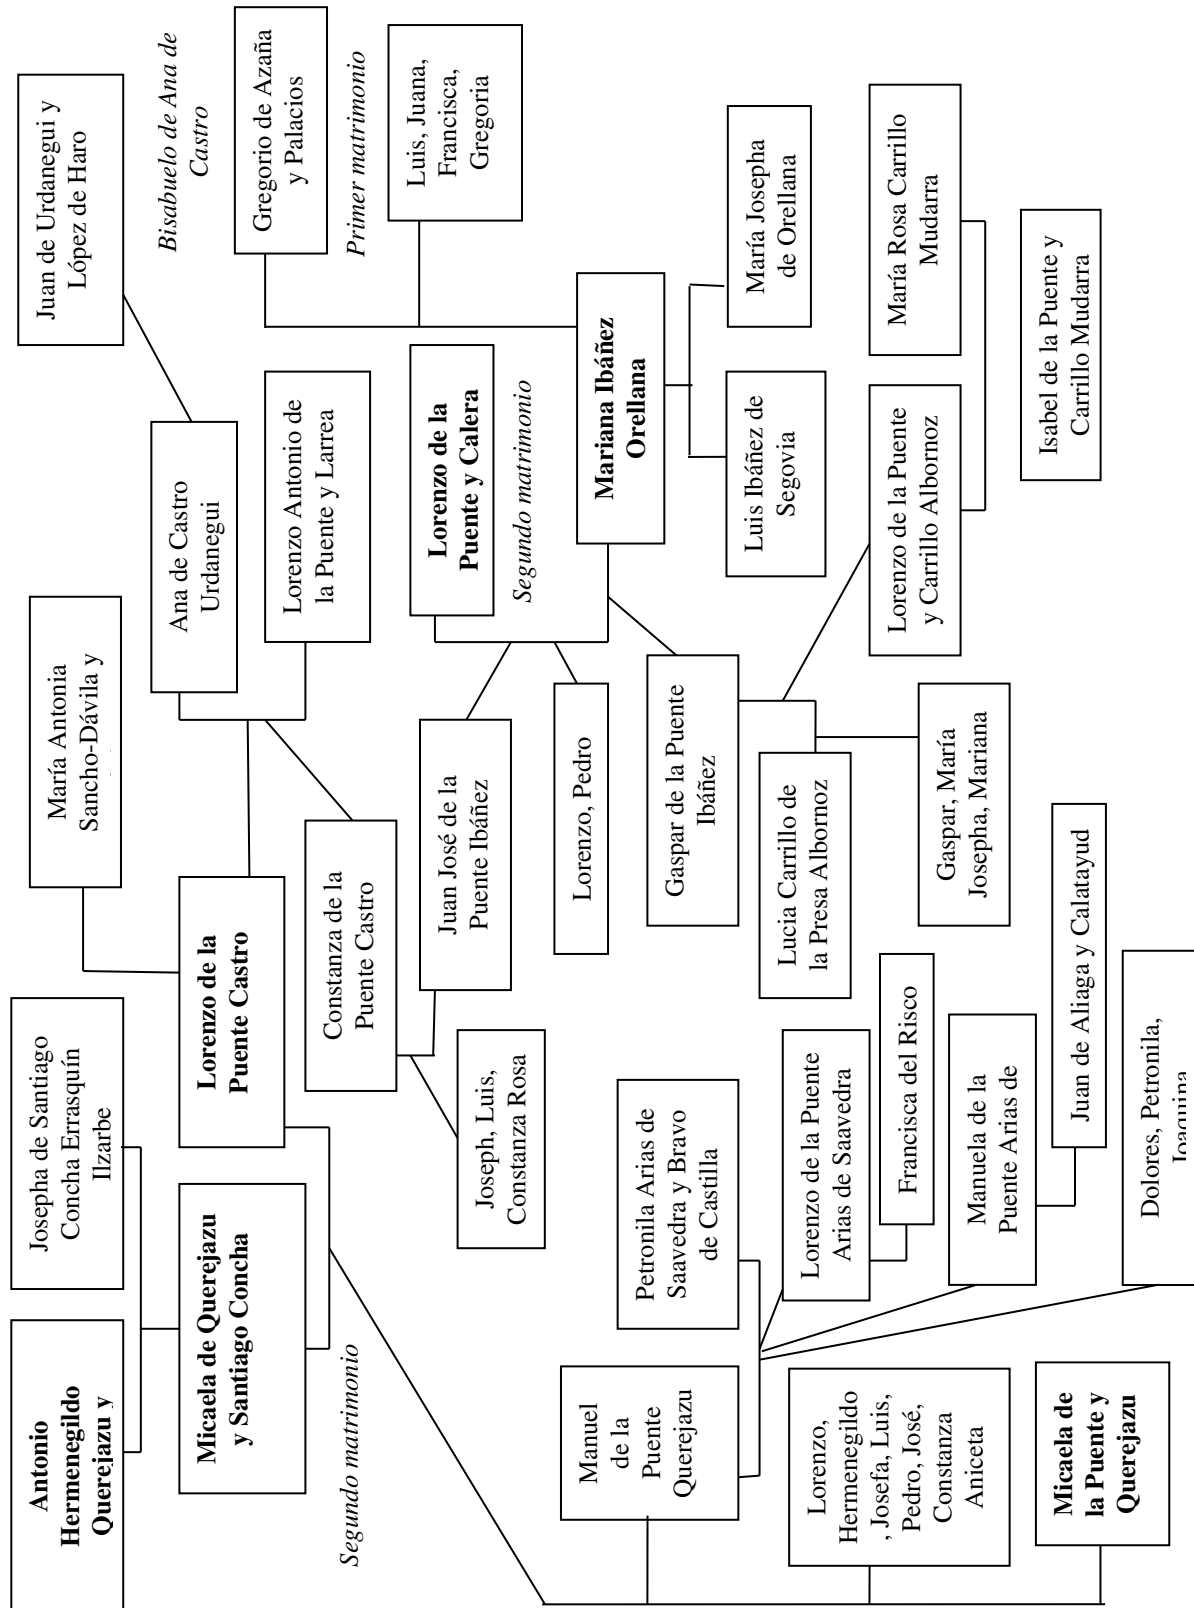 Antonio
Hermenegildo
Querejazu y
Josepha de Santiago
Concha Errasquín
Ilzarbe
María Antonia
Sancho-Dávila y
Juan de Urdanegui y
López de Haro
Bisabuelo de Ana de
Castro
Micaela de Querejazu
y Santiago Concha
Lorenzo de la
Puente Castro
Ana de Castro
Urdanegui
Gregorio de Azaña
y Palacios
Segundo matrimonio
Constanza de la
Puente Castro
Lorenzo Antonio de
la Puente y Larrea
Primer matrimonio
Juan José de la
Puente Ibáñez
Lorenzo de la
Puente y Calera
Luis, Juana,
Francisca,
Gregoria
Joseph, Luis,
Constanza Rosa
Segundo matrimonio
Lorenzo, Pedro
Mariana Ibáñez
Orellana
Manuel
de la
Puente
Querejazu
Petronila Arias de
Saavedra y Bravo
de Castilla
Gaspar de la Puente
Ibáñez
Luis Ibáñez de
Segovia
María Josepha
de Orellana
Lorenzo,
Hermenegildo
, Josefa, Luis,
Pedro, José,
Constanza
Aniceta
Lorenzo de la Puente
Arias de Saavedra
Lucia Carrillo de
la Presa Albornoz
Francisca del Risco
Lorenzo de la Puente
y Carrillo Albornoz
María Rosa Carrillo
Mudarra
Manuela de la
Puente Arias de
Gaspar, María
Josepha, Mariana
Micaela de
la Puente y
Querejazu
Juan de Aliaga y Calatayud
Isabel de la Puente y
Carrillo Mudarra
Dolores, Petronila,
Joaquina